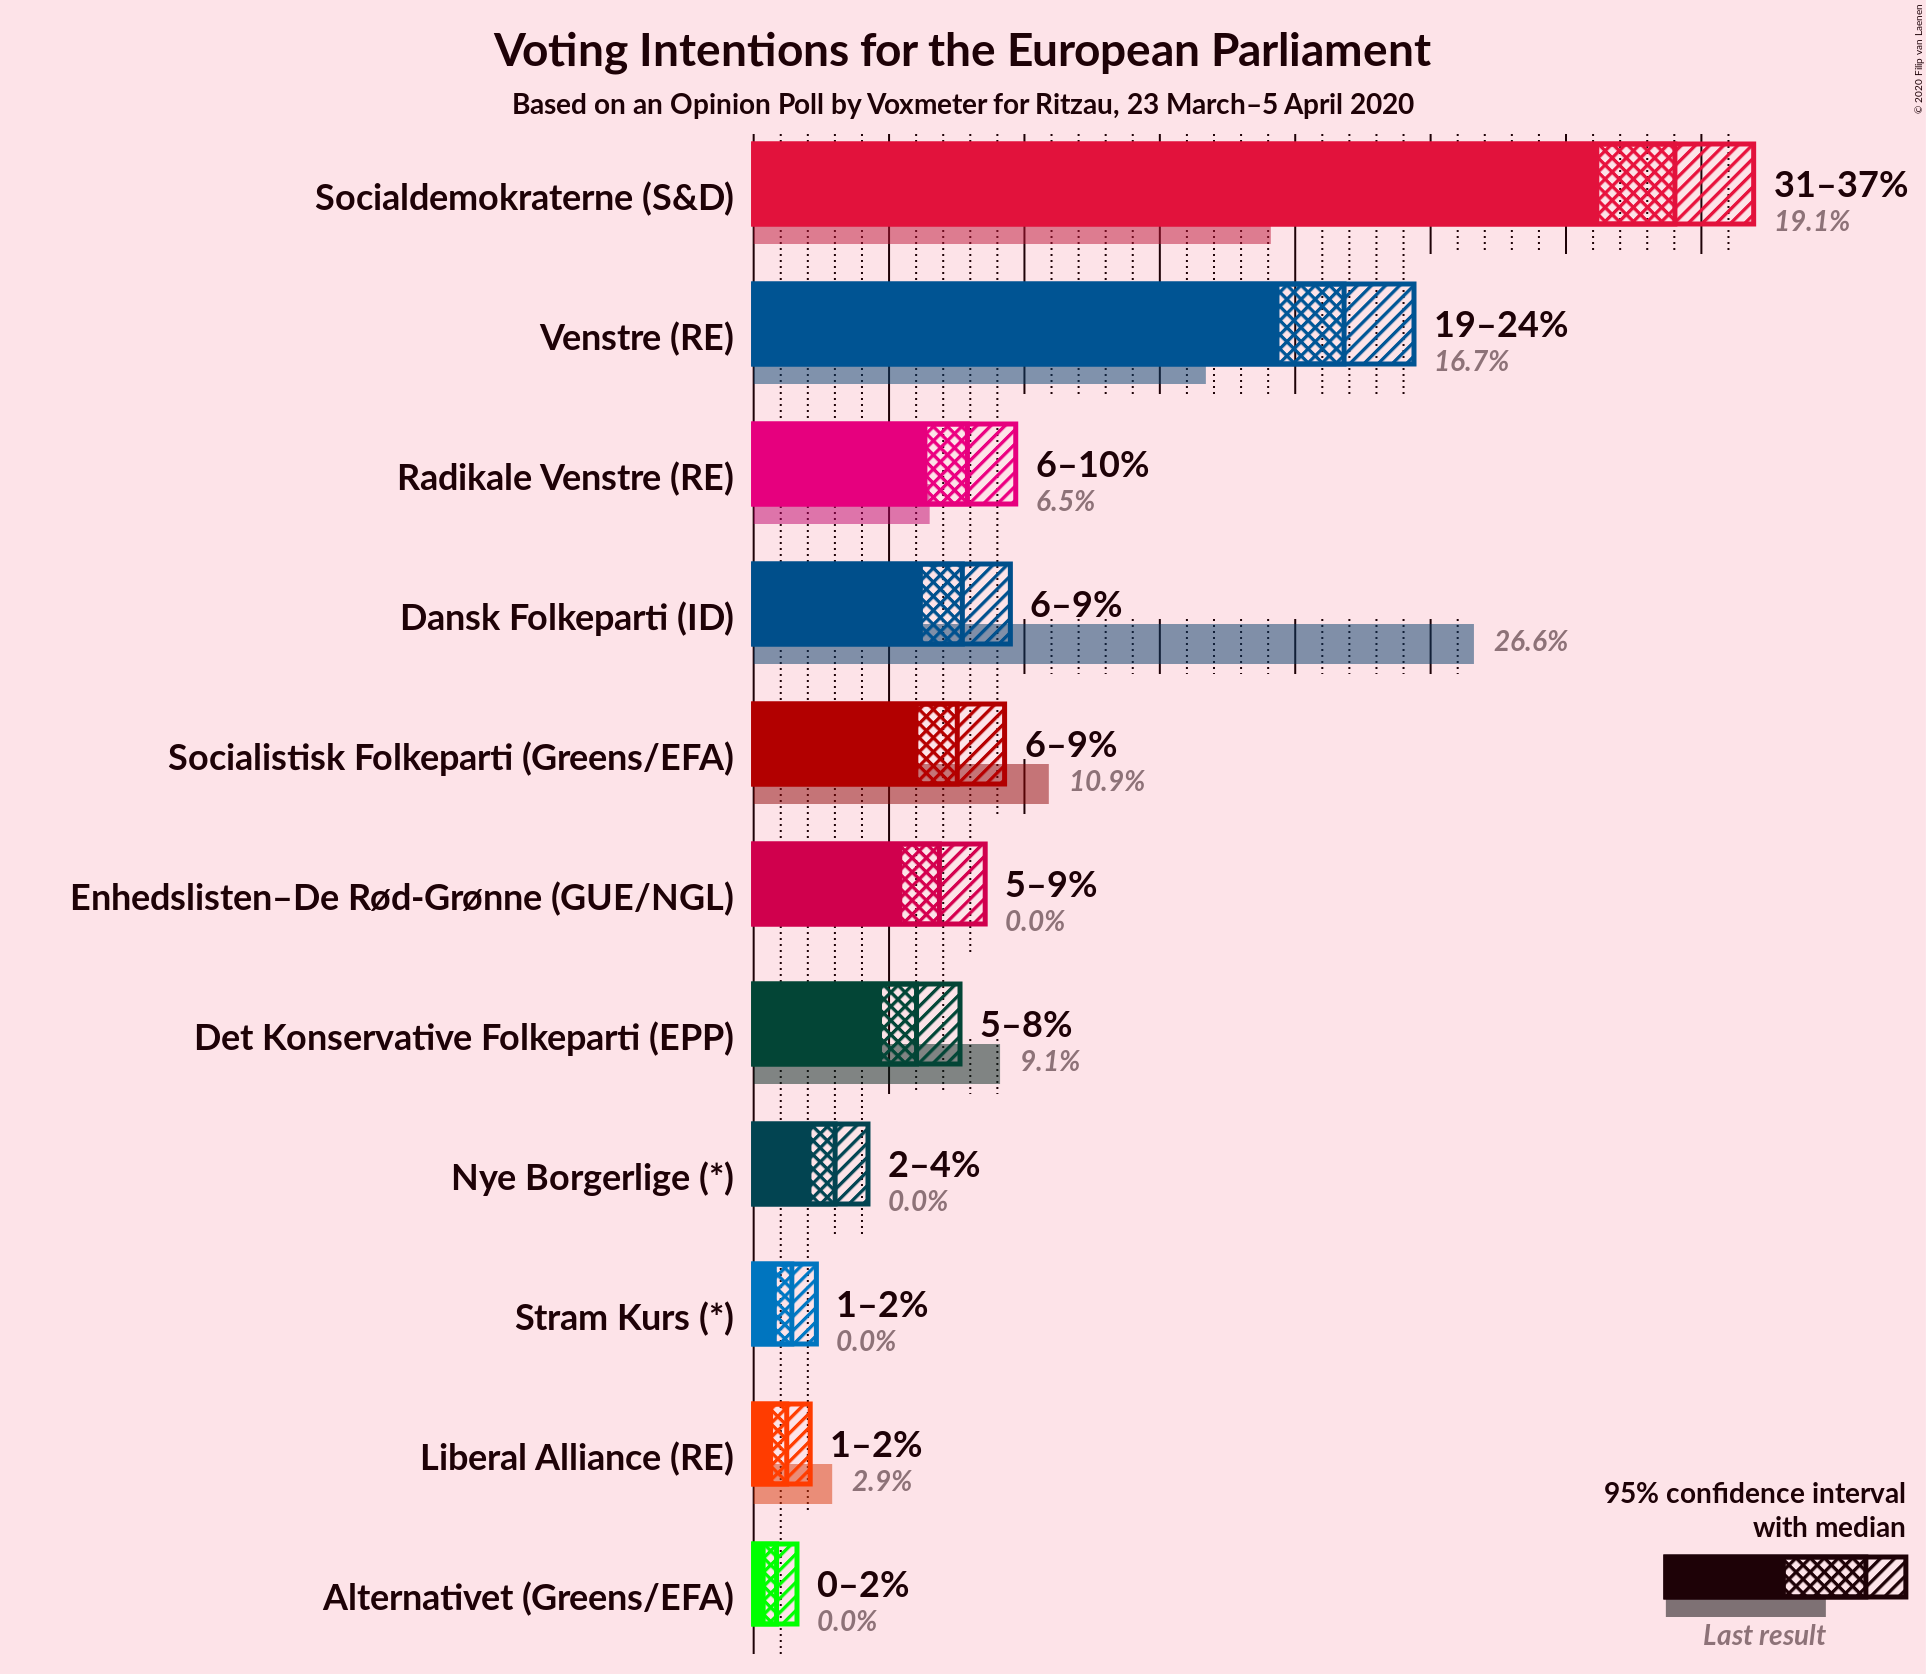 © 2020 Filip van Laenen
Voting Intentions for the European Parliament
Based on an Opinion Poll by Voxmeter for Ritzau, 23 March–5 April 2020
Socialdemokraterne (S&D)
31–37%
19.1%
Venstre (RE)
19–24%
16.7%
Radikale Venstre (RE)
6–10%
6.5%
Dansk Folkeparti (ID)
6–9%
26.6%
Socialistisk Folkeparti (Greens/EFA)
6–9%
10.9%
Enhedslisten–De Rød-Grønne (GUE/NGL)
5–9%
0.0%
Det Konservative Folkeparti (EPP)
5–8%
9.1%
Nye Borgerlige (*)
2–4%
0.0%
Stram Kurs (*)
1–2%
0.0%
Liberal Alliance (RE)
1–2%
2.9%
Alternativet (Greens/EFA)
0–2%
0.0%
95% confidence interval
with median
Last result